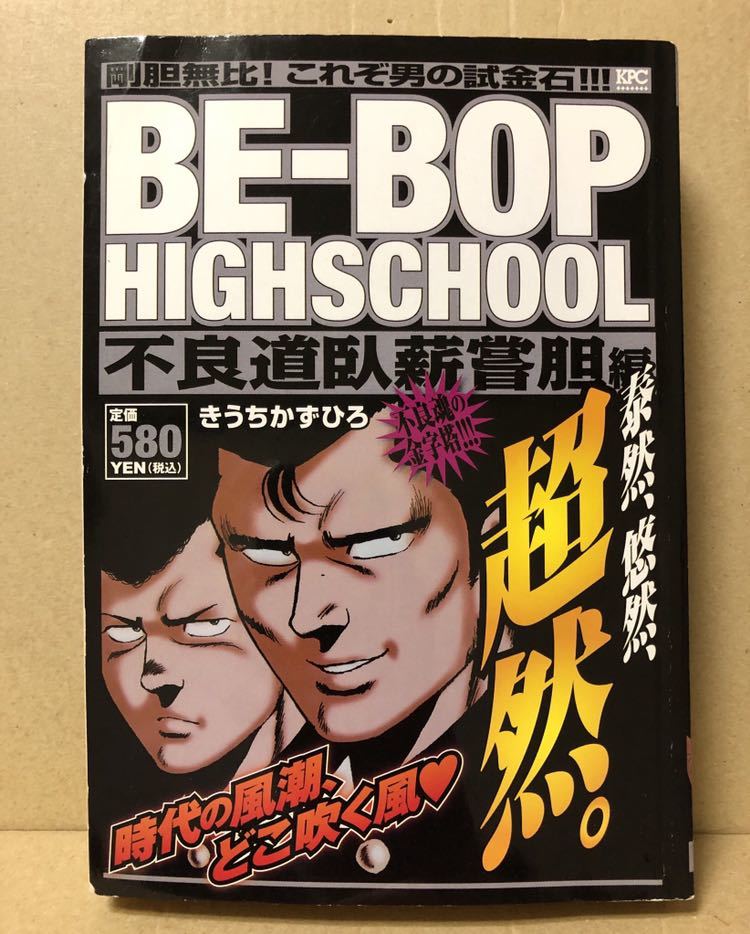 剛胆無比!これぞ男の試金石!!!
KPC
BE-BOP
HIGHSCHOOL
不良道臥薪嘗胆編
定価
580
YEN(税込)
きうちかずひろ
不良魂の
金字塔!!!
泰然、悠然、
超然。
時代の風潮、
どこ吹く風♥